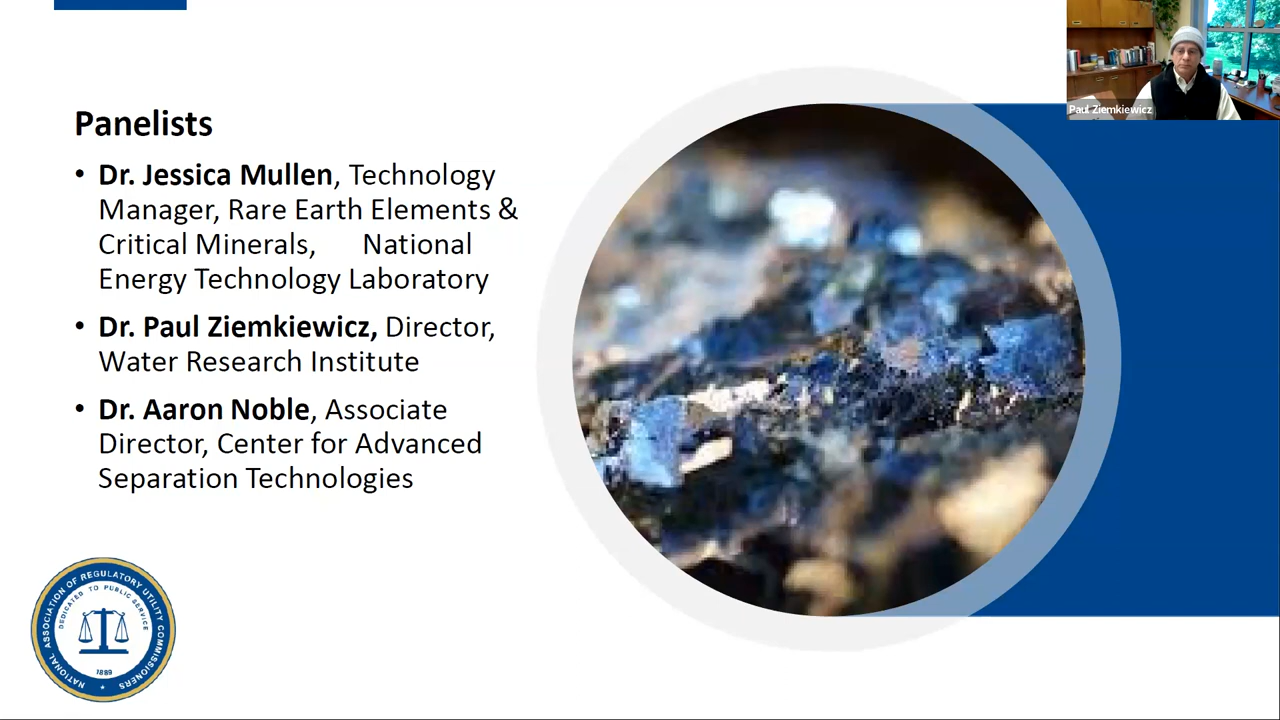 Paul Ziemkiewicz
Panelists
• Dr. Jessica Mullen, Technology
Manager, Rare Earth Elements &
Critical Minerals, National
Energy Technology Laboratory
• Dr. Paul Ziemkiewicz, Director,
Water Research Institute
• Dr. Aaron Noble, Associate
Director, Center for Advanced
Separation Technologies
NATIONAL ASSOCIATION OF REGULATORY UTILITY COMMISSIONERS
DEDICATED TO PUBLIC SERVICE
1889